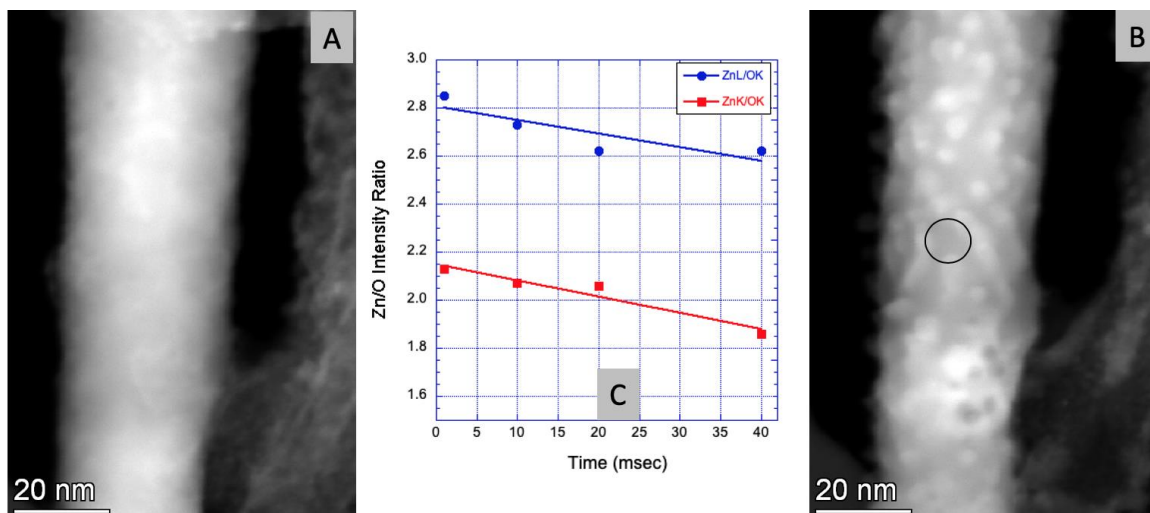 A
20 nm
3.0
2.8
2.6
2.4
2.2
2.0
1.8
1.6
0 5 10 15 20 25 30 35 40
Zn/O Intensity Ratio
Time (msec)
ZnL/OK
ZnK/OK
C
B
20 nm